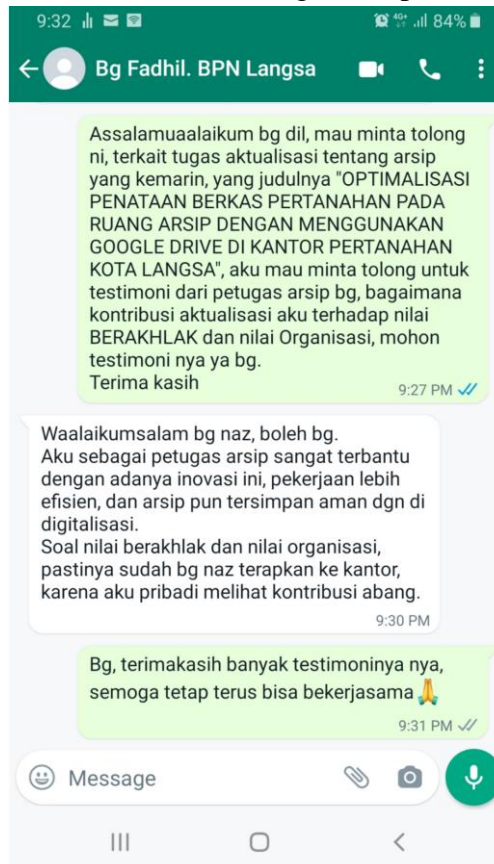 9:32
4G+ 84%
Bg Fadhil. BPN Langsa
Assalamuaalaikum bg dil, mau minta tolong
ni, terkait tugas aktualisasi tentang arsip
yang kemarin, yang judulnya "OPTIMALISASI
PENATAAN BERKAS PERTANAHAN PADA
RUANG ARSIP DENGAN MENGGUNAKAN
GOOGLE DRIVE DI KANTOR PERTANAHAN
KOTA LANGSA", aku mau minta tolong untuk
testimoni dari petugas arsip bg, bagaimana
kontribusi aktualisasi aku terhadap nilai
BERAKHLAK dan nilai Organisasi, mohon
testimoni nya ya bg.
Terima kasih
9:27 PM
Waalaikumsalam bg naz, boleh bg.
Aku sebagai petugas arsip sangat terbantu
dengan adanya inovasi ini, pekerjaan lebih
efisien, dan arsip pun tersimpan aman dgn di
digitalisasi.
Soal nilai berakhlak dan nilai organisasi,
pastinya sudah bg naz terapkan ke kantor,
karena aku pribadi melihat kontribusi abang.
9:30 PM
Bg, terimakasih banyak testimoninya nya,
semoga tetap terus bisa bekerjasama🙏
9:31 PM
Message